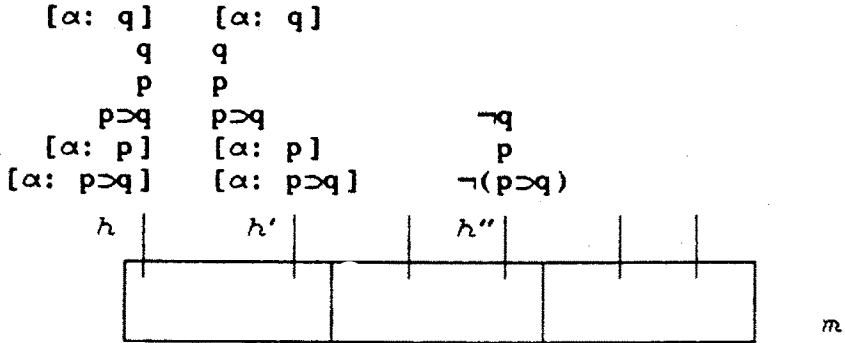 [α: q] [α: q]
q q
p p
p⊃q p⊃q ¬q
[α: p] [α: p] p
[α: p⊃q] [α: p⊃q] ¬(p⊃q)
h h′ h″
m